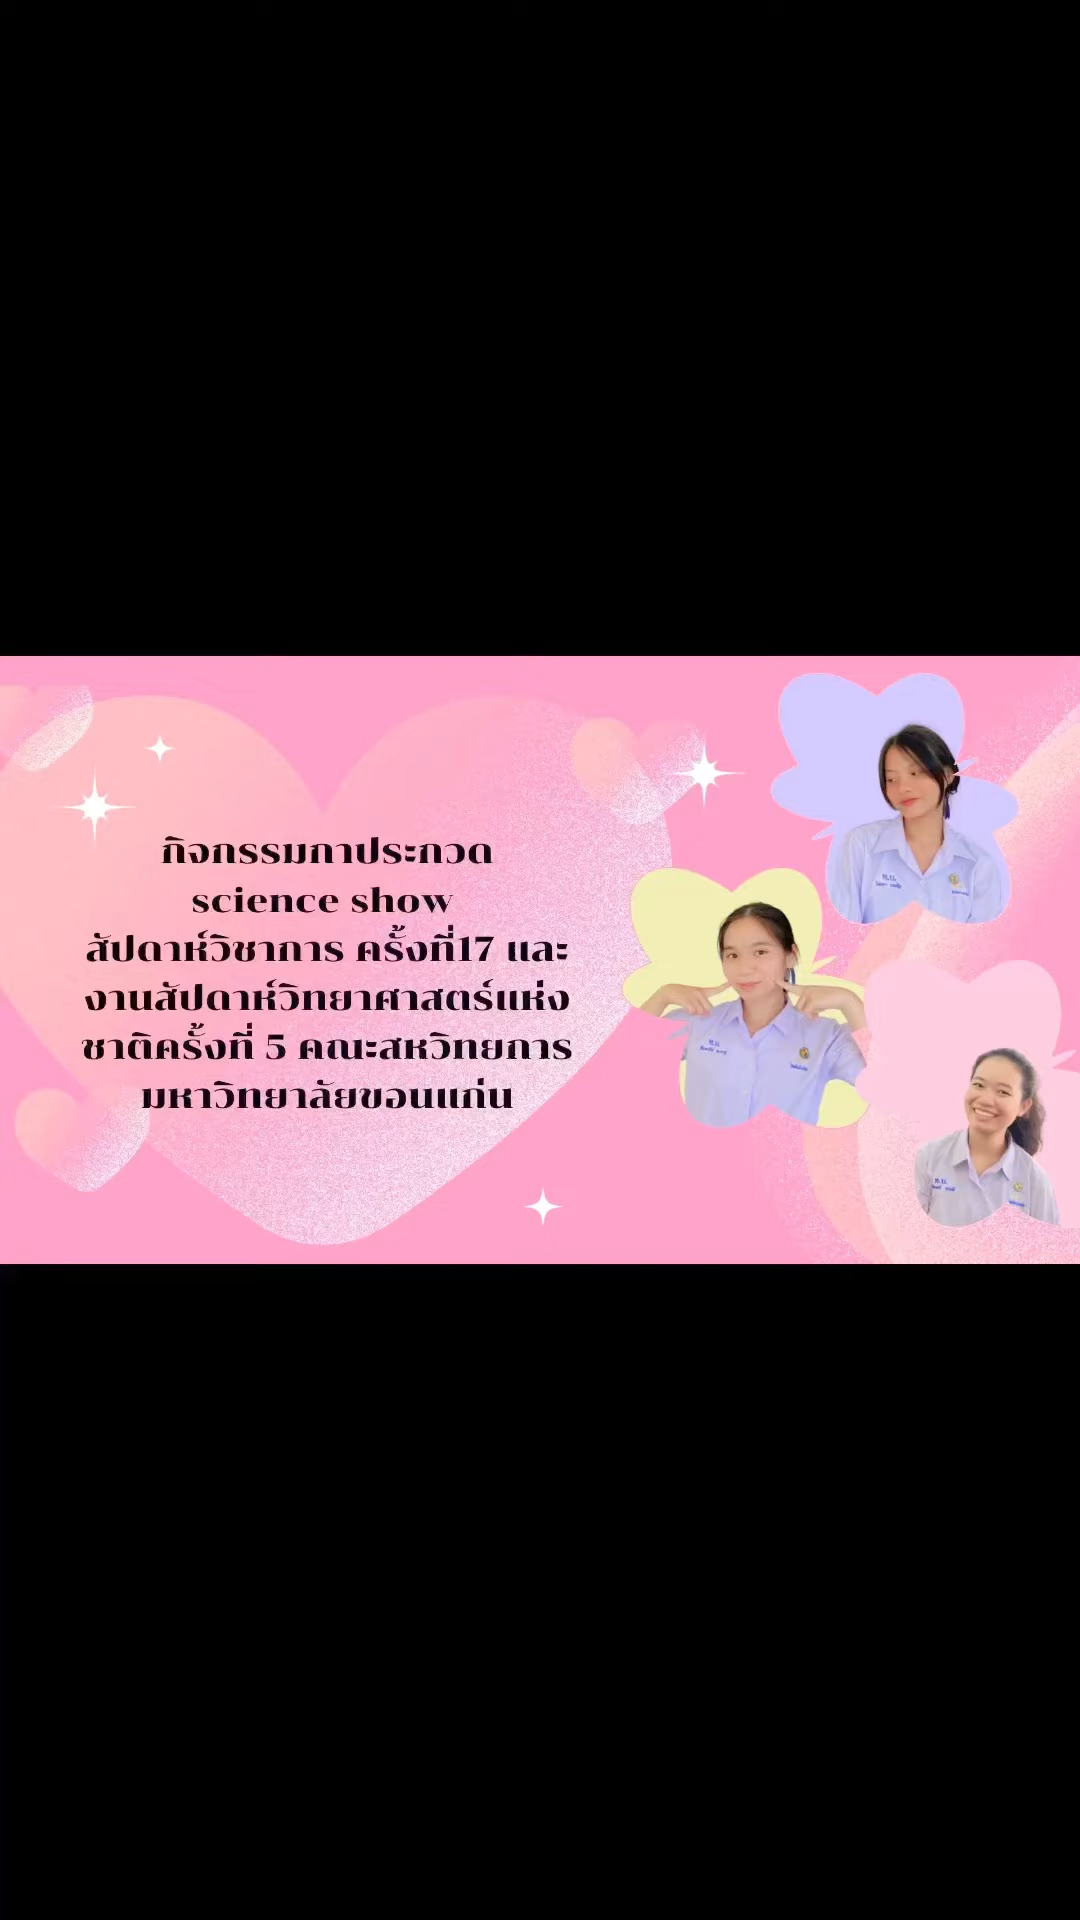 กิจกรรมกาประกวด
science show
สัปดาห์วิชาการ ครั้งที่17 และ
งานสัปดาห์วิทยาศาสตร์แห่ง
ชาติครั้งที่ 5 คณะสหวิทยการ
มหาวิทยาลัยขอนแก่น